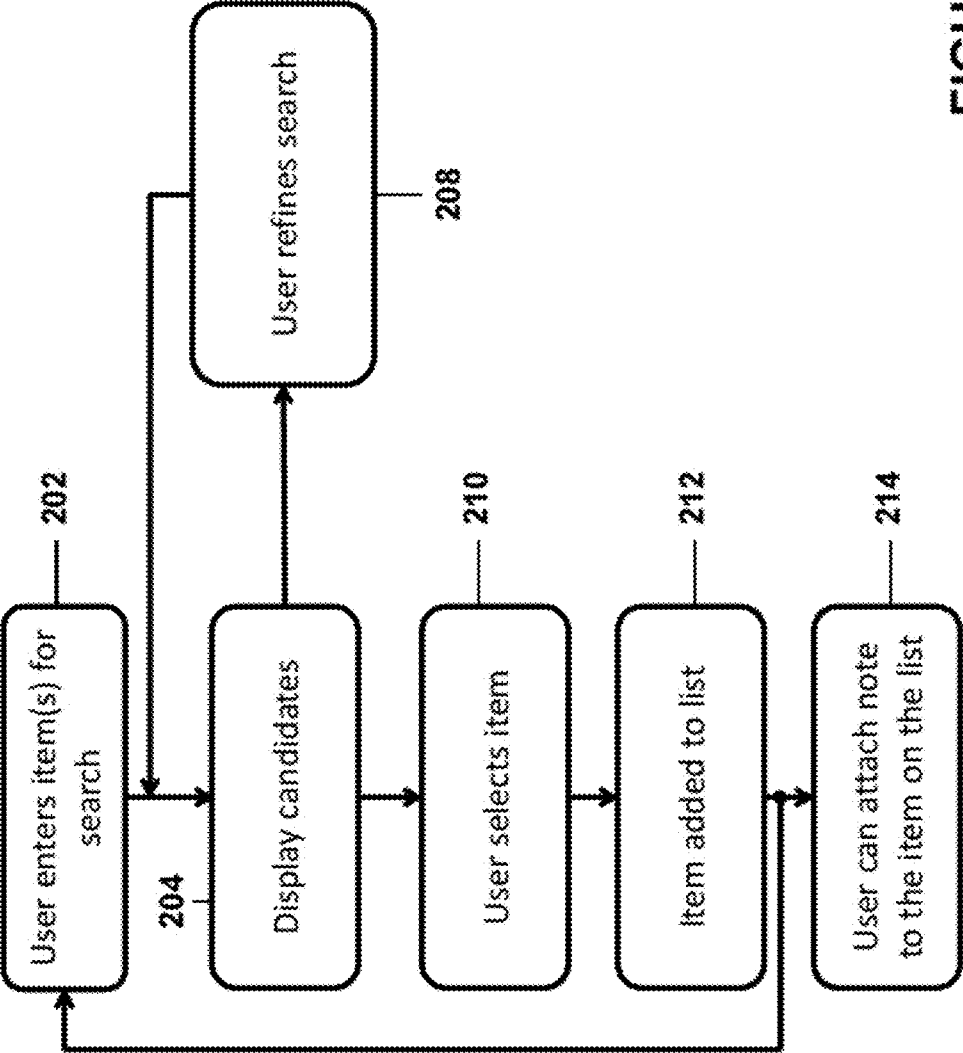 202
User enters item(s) for
search
204
Display candidates
User refines search
208
210
User selects item
212
Item added to list
214
User can attach note
to the item on the list